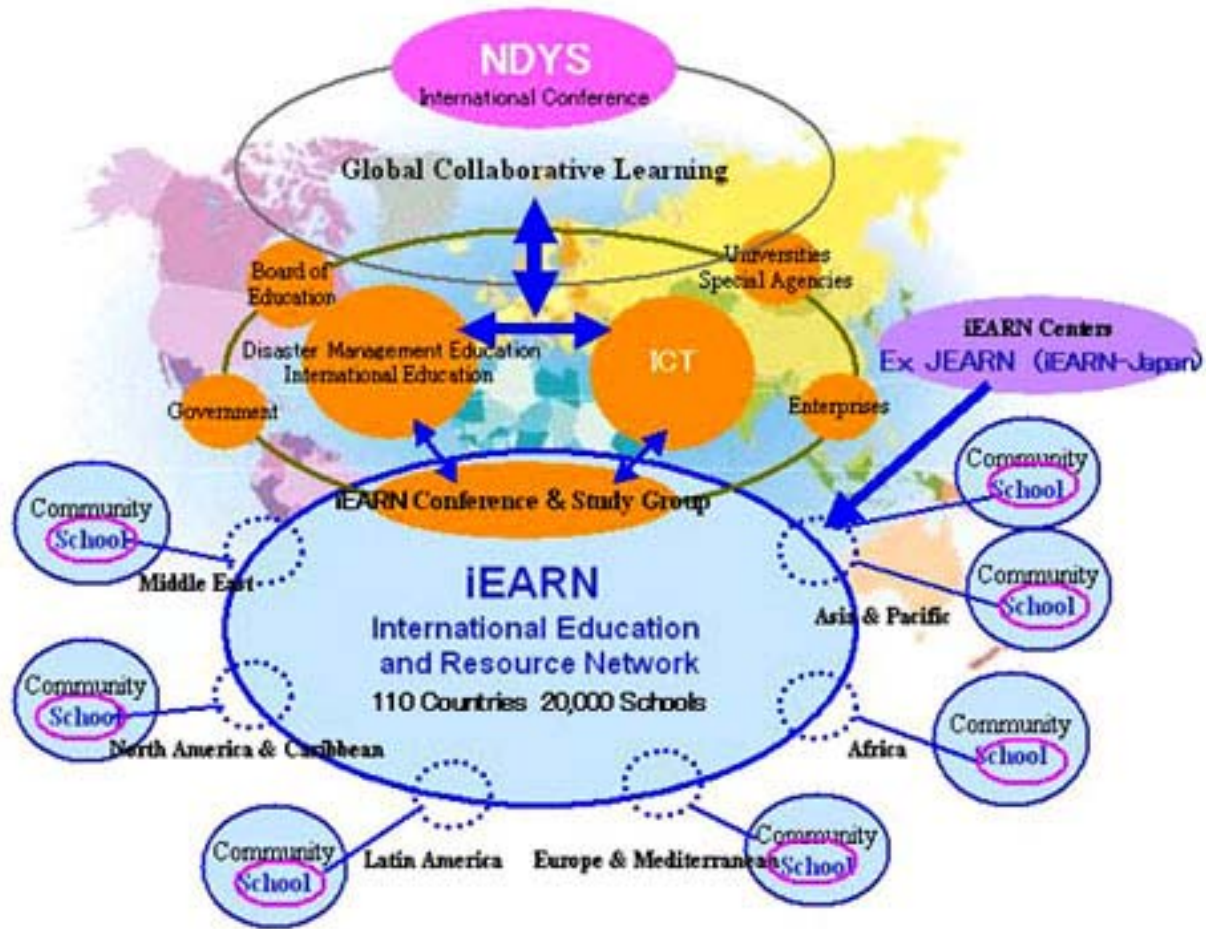 NDYS
International Conference
Global Collaborative Learning
Board of
Education
Universities
Special Agencies
Disaster Management Education
International Education
ICT
iEARN Centers
Ex JEARN (iEARN-Japan)
Government
Enterprises
iEARN Conference & Study Group
Community
School
Middle East
Community
School
Community
School
Asia & Pacific
iEARN
International Education
and Resource Network
110 Countries 20,000 Schools
Community
School
North America & Caribbean
Community
School
Africa
Community
School
Latin America
Europe & Mediterranean
Community
School